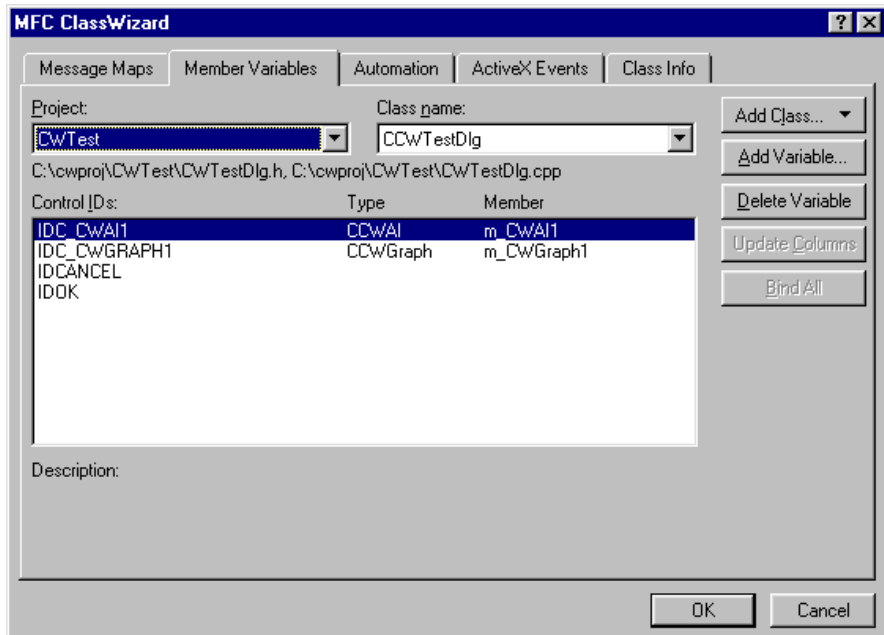 MFC ClassWizard
Message Maps Member Variables Automation ActiveX Events Class Info
Project: Class name:
CWTest CCWTestDlg
Add Class...
C:\cwproj\CWTest\CWTestDlg.h, C:\cwproj\CWTest\CWTestDlg.cpp
Add Variable...
Control IDs: Type Member
Delete Variable
IDC_CWAI1 CCWAI m_CWAI1
IDC_CWGRAPH1 CCWGraph m_CWGraph1
Update Columns
IDCANCEL
IDOK
Bind All
Description:
OK Cancel